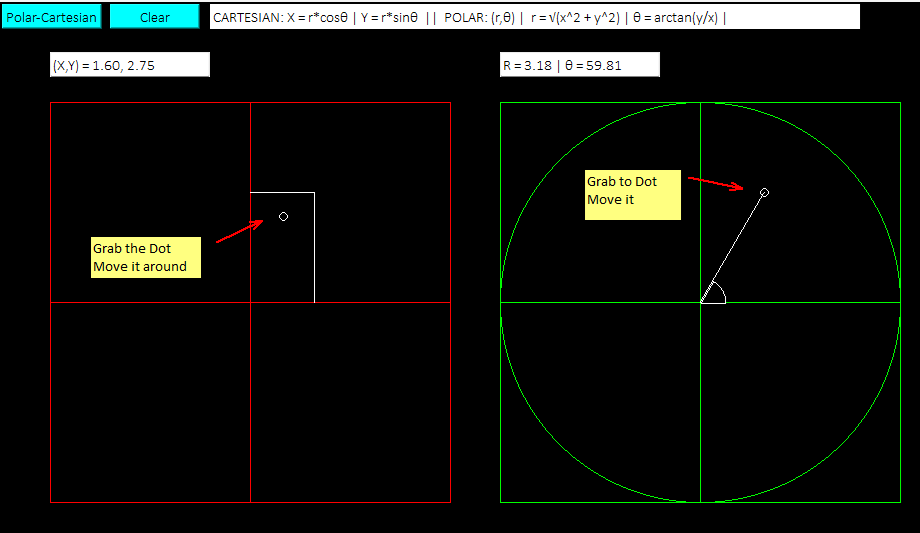 Polar-Cartesian
Clear
CARTESIAN: X = r*cosθ | Y = r*sinθ || POLAR: (r,θ) | r = √(x^2 + y^2) | θ = arctan(y/x) |
(X,Y) = 1.60, 2.75
R = 3.18 | θ = 59.81
Grab the Dot
Move it around
Grab to Dot
Move it